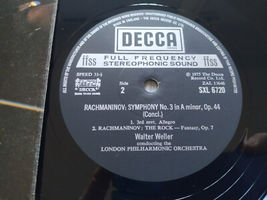 DECCA
ffss FULL FREQUENCY ffss
STEREOPHONIC SOUND
SPEED 33⅓
℗ 1975 The Decca
Record Co. Ltd.
ZAL 13646
Side
2
SXL 6720
RACHMANINOV: SYMPHONY No. 3 in A minor, Op. 44
(Concl.)
1. 3rd mvt. Allegro
2. RACHMANINOV: THE ROCK—Fantasy, Op. 7
Walter Weller
conducting the
LONDON PHILHARMONIC ORCHESTRA